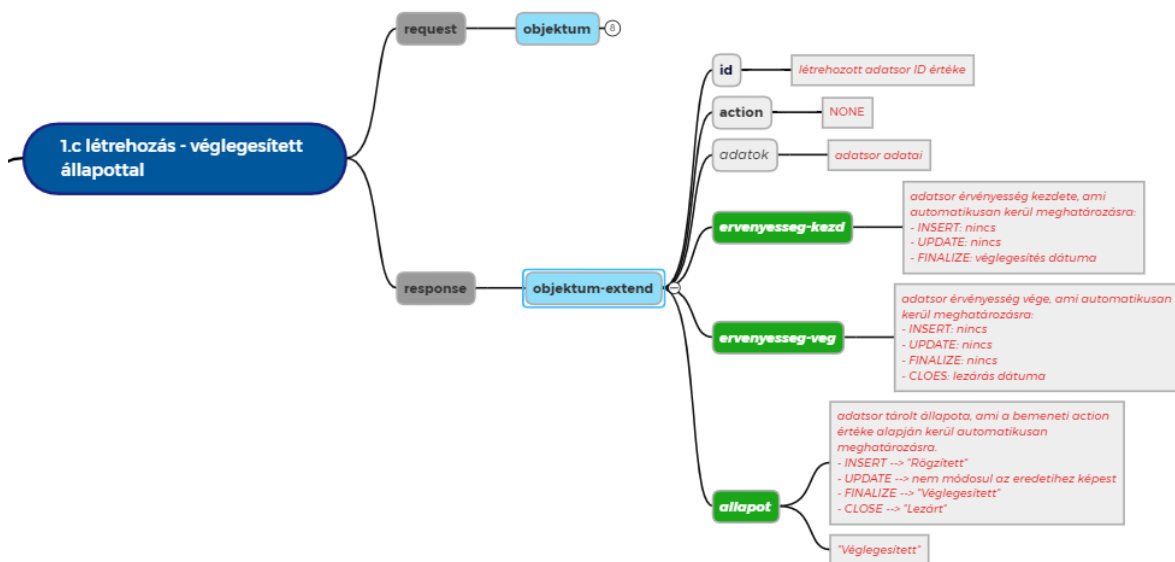 request
objektum
8
id
létrehozott adatsor ID értéke
action
NONE
adatok
adatsor adatai
1.c létrehozás - véglegesített
állapottal
ervenyesseg-kezd
adatsor érvényesség kezdete, ami
automatikusan kerül meghatározásra:
- INSERT: nincs
- UPDATE: nincs
- FINALIZE: véglegesítés dátuma
response
objektum-extend
ervenyesseg-veg
adatsor érvényesség vége, ami automatikusan
kerül meghatározásra:
- INSERT: nincs
- UPDATE: nincs
- FINALIZE: nincs
- CLOES: lezárás dátuma
allapot
adatsor tárolt állapota, ami a bemeneti action
értéke alapján kerül automatikusan
meghatározásra.
- INSERT --> "Rögzített"
- UPDATE --> nem módosul az eredetihez képest
- FINALIZE --> "Véglegesített"
- CLOSE --> "Lezárt"
"Véglegesített"